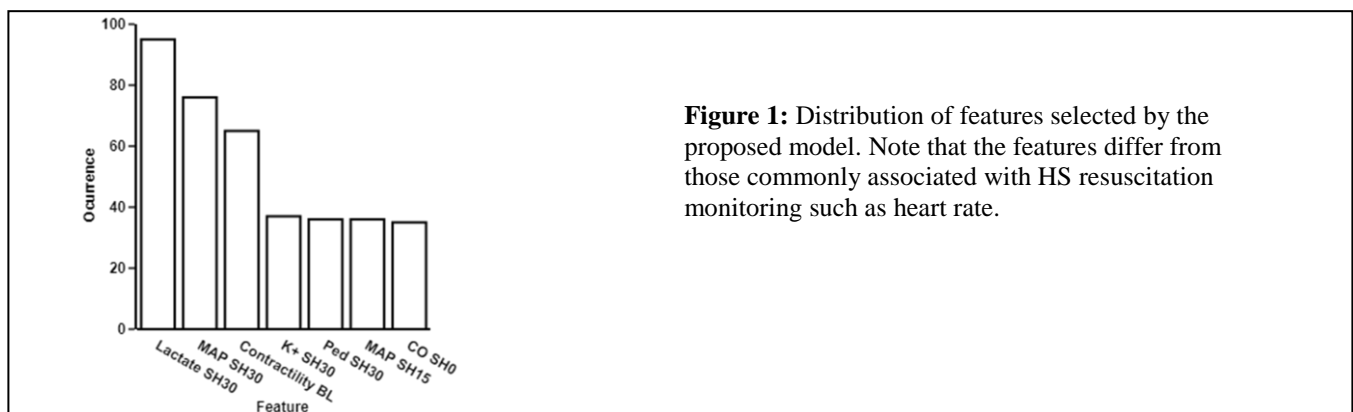 100
80
60
40
20
0
Ocurrence
Lactate SH30
MAP SH30
Contractility BL
K+ SH30
Ped SH30
MAP SH15
CO SH0
Feature
Figure 1: Distribution of features selected by the
proposed model. Note that the features differ from
those commonly associated with HS resuscitation
monitoring such as heart rate.